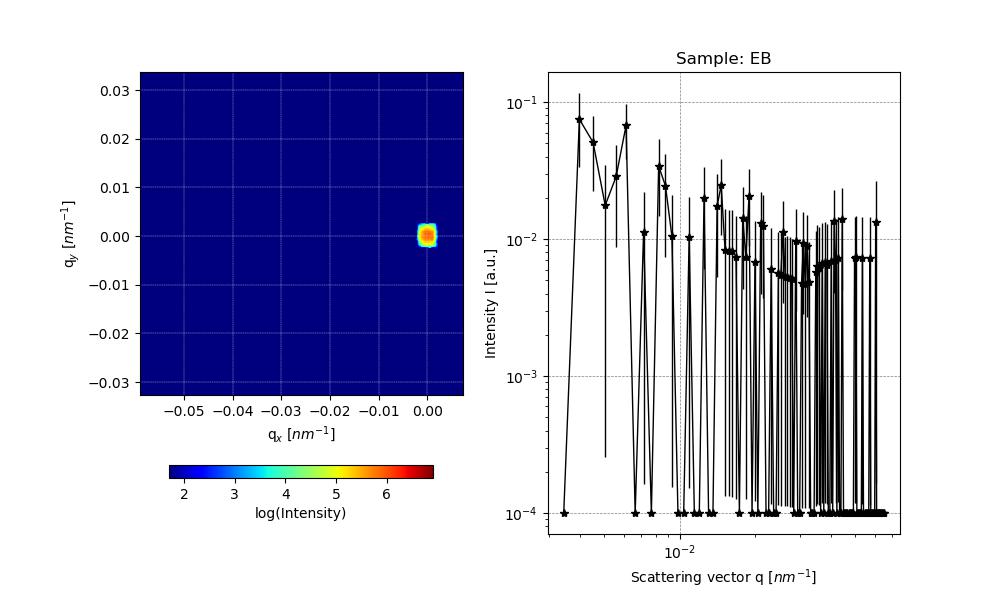 Sample: EB
0.03
0.02
0.01
0.00
−0.01
−0.02
−0.03
q_y [nm^{-1}]
−0.05 −0.04 −0.03 −0.02 −0.01 0.00
q_x [nm^{-1}]
2 3 4 5 6
log(Intensity)
10^{-1}
10^{-2}
10^{-3}
10^{-4}
Intensity I [a.u.]
10^{-2}
Scattering vector q [nm^{-1}]